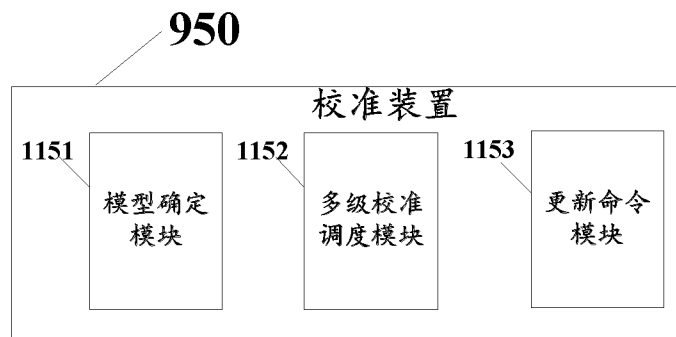 950
校准装置
1151
1152
1153
模型确定
模块
多级校准
调度模块
更新命令
模块